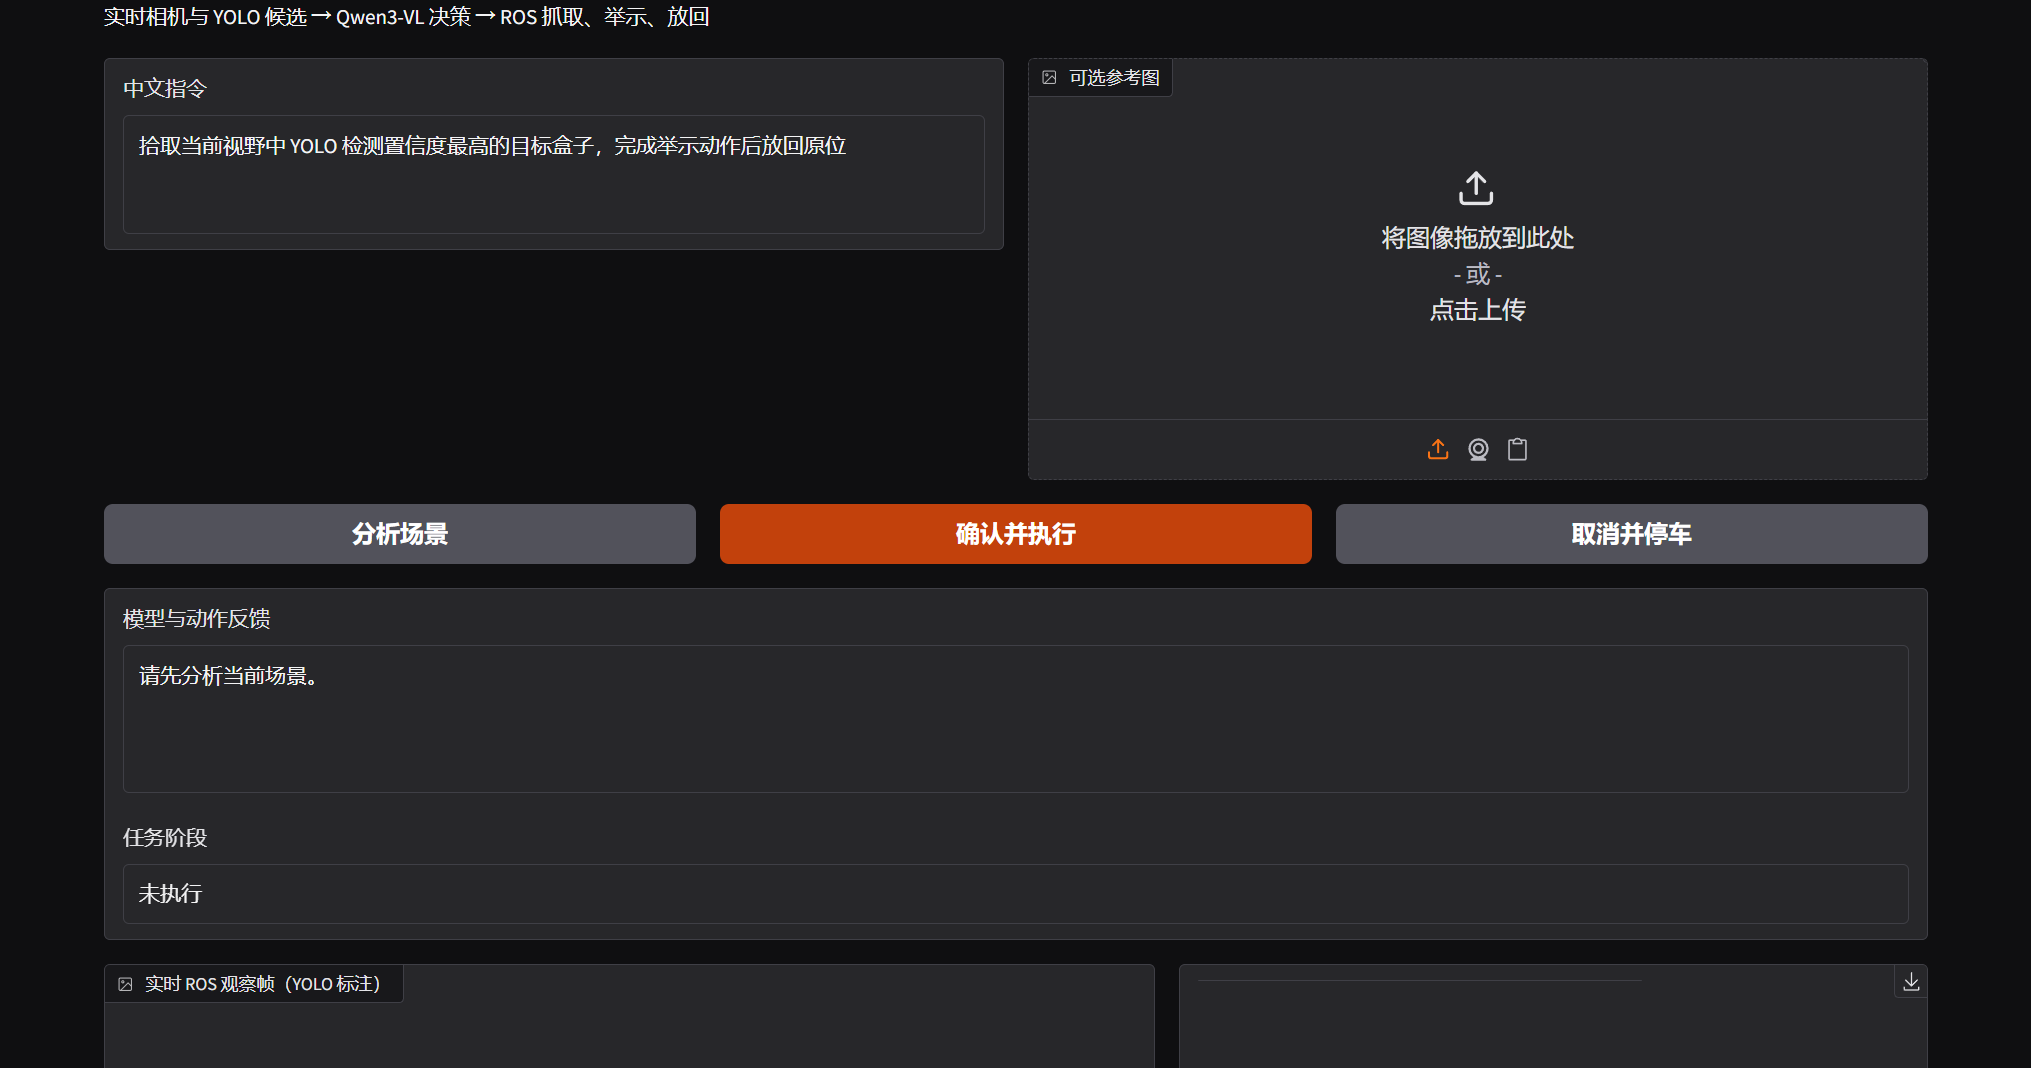 实时相机与 YOLO 候选 → Qwen3-VL 决策 → ROS 抓取、举示、放回
中文指令
拾取当前视野中 YOLO 检测置信度最高的目标盒子，完成举示动作后放回原位
可选参考图
将图像拖放到此处
- 或 -
点击上传
分析场景
确认并执行
取消并停车
模型与动作反馈
请先分析当前场景。
任务阶段
未执行
实时 ROS 观察帧（YOLO 标注）